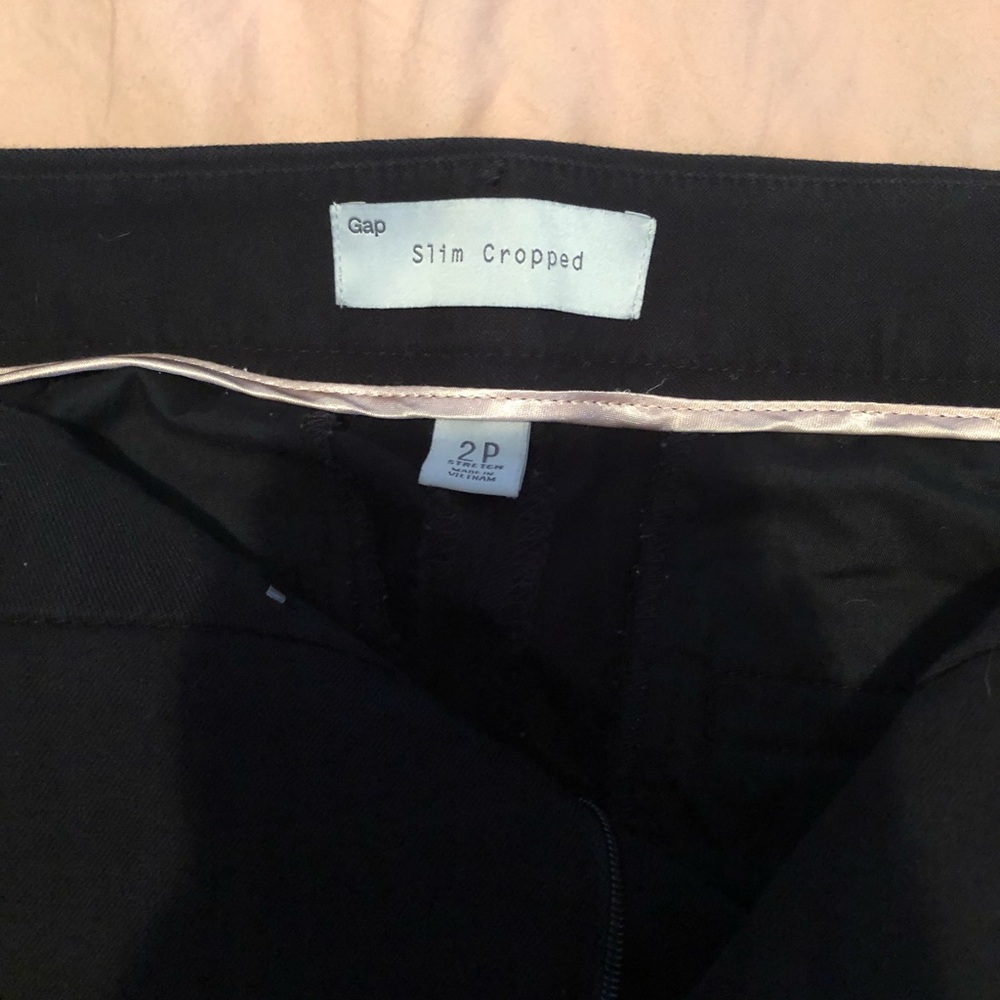 Gap
Slim Cropped
2P
STRETCH
MADE IN
VIETNAM